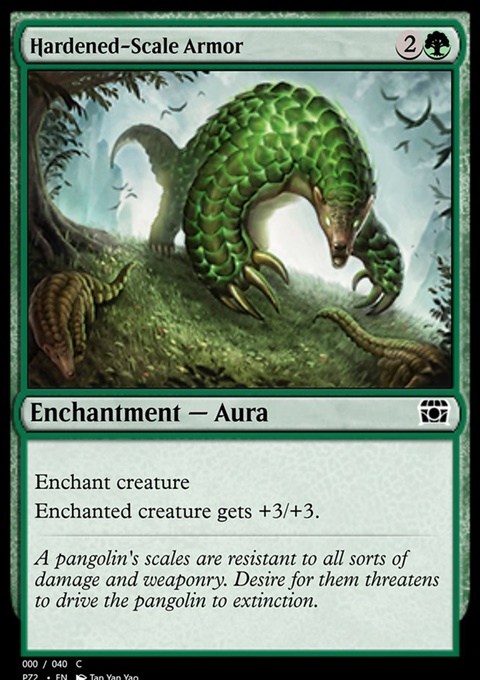 Hardened-Scale Armor 2
Enchantment — Aura
Enchant creature
Enchanted creature gets +3/+3.
A pangolin's scales are resistant to all sorts of
damage and weaponry. Desire for them threatens
to drive the pangolin to extinction.
000 / 040 C
PZ2 • EN Tan Yan Yao